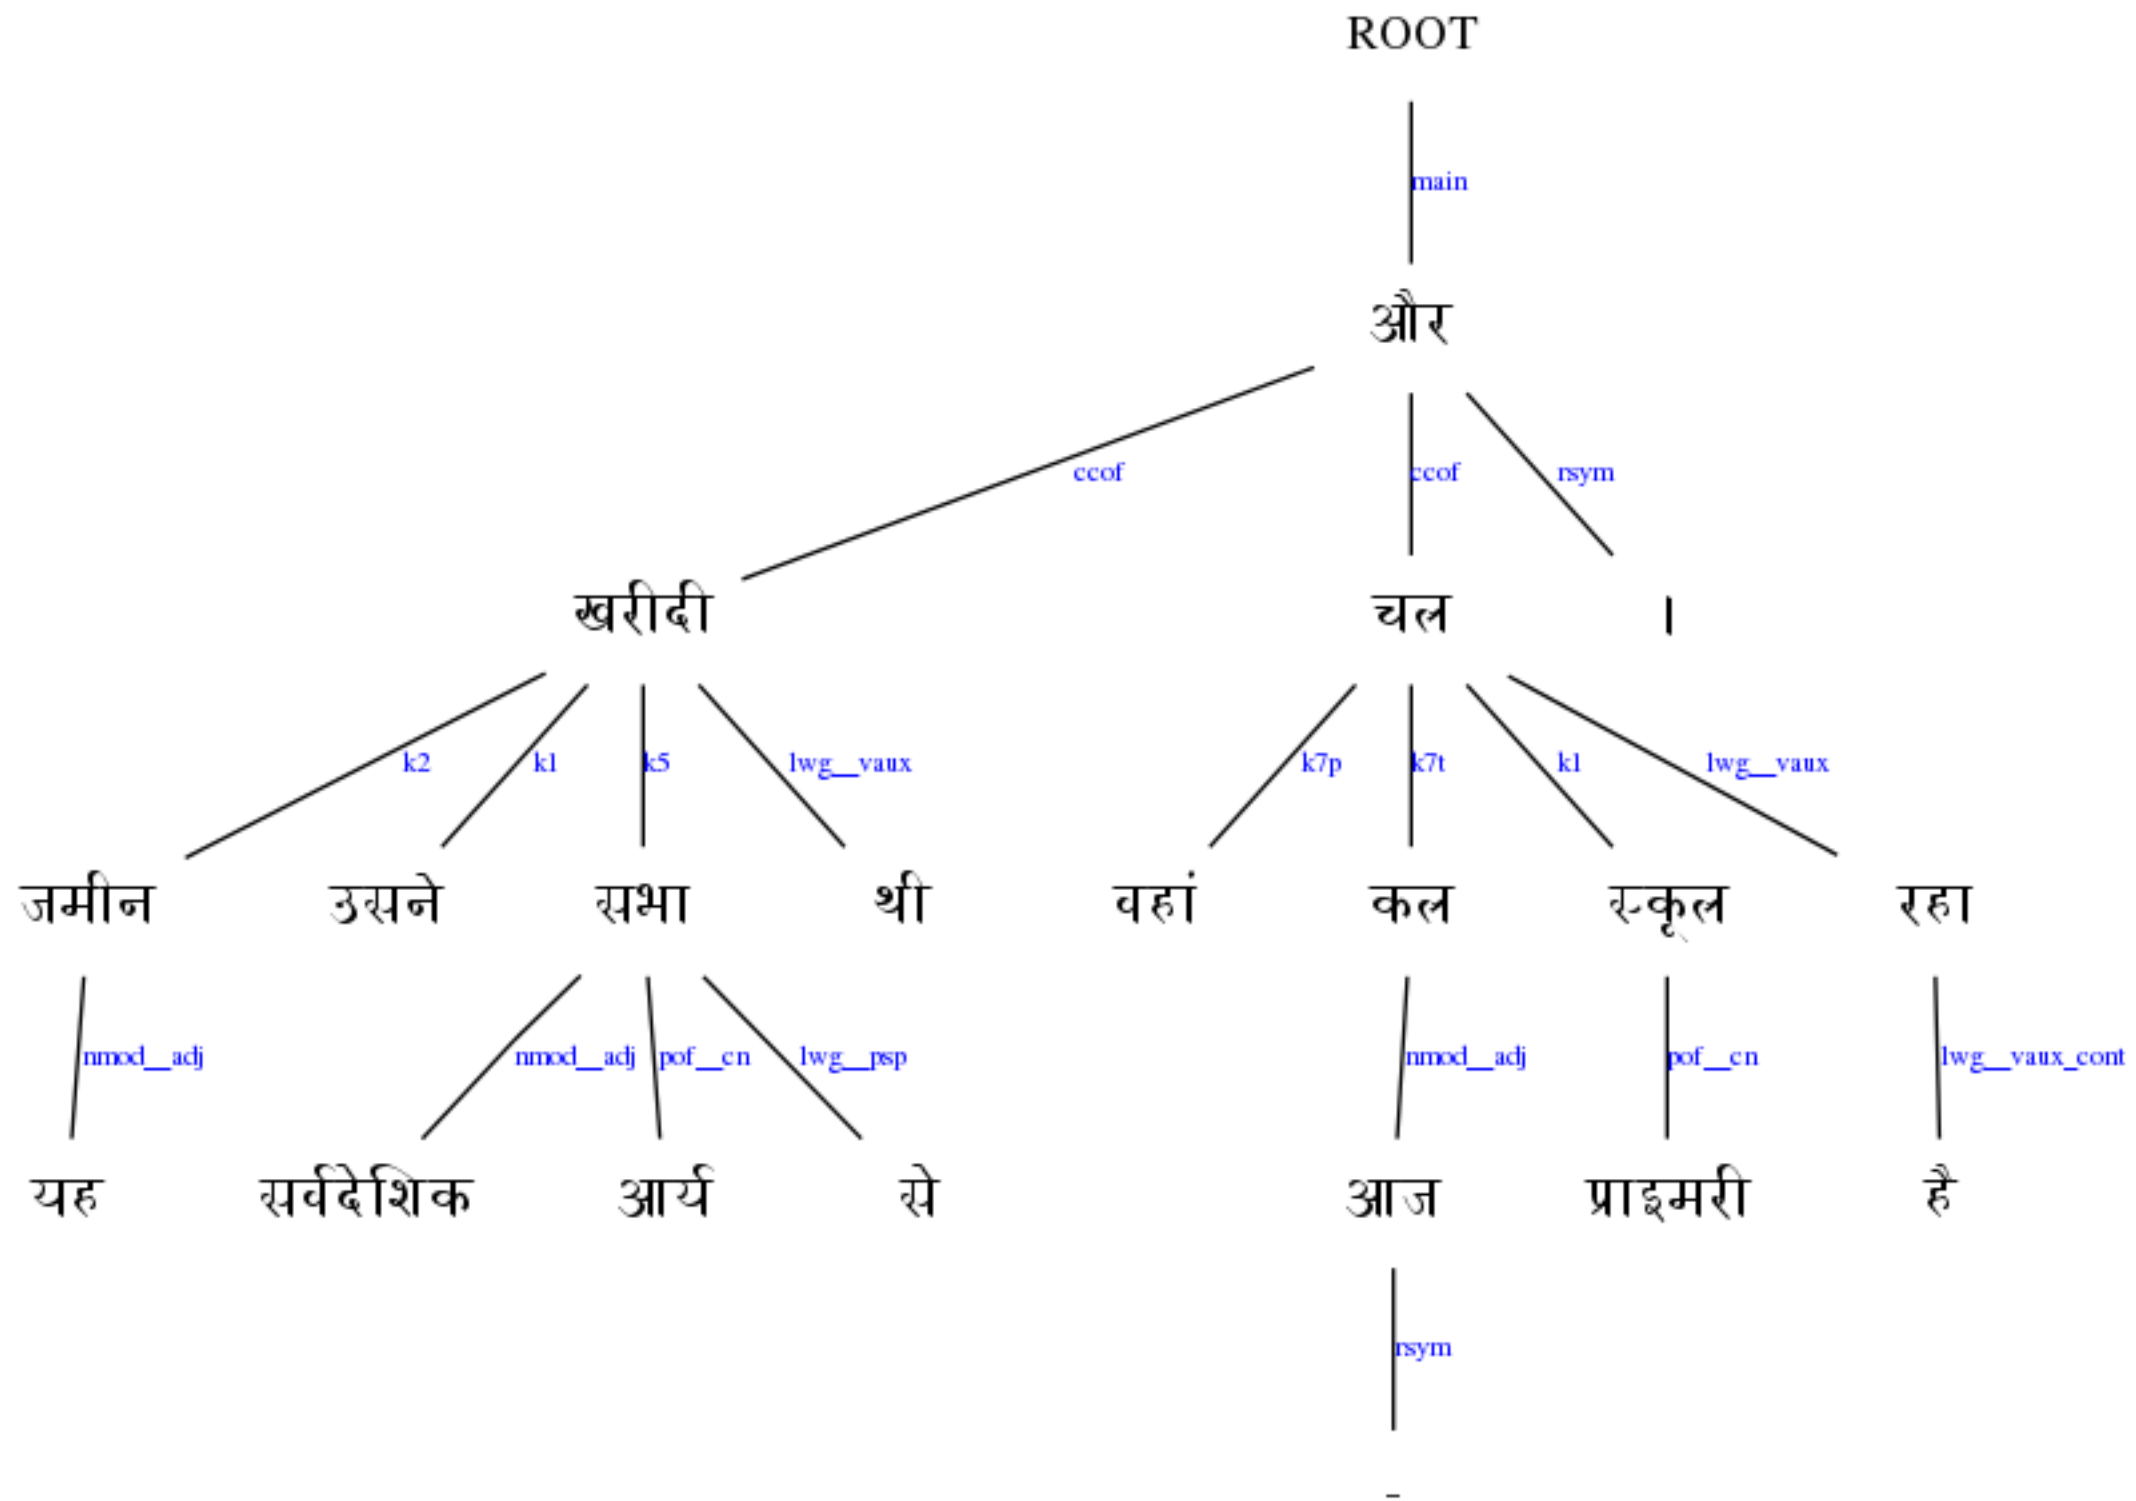 ROOT
main
और
ccof ccof rsym
खरीदी चल ।
k2 k1 k5 lwg__vaux k7p k7t k1 lwg__vaux
जमीन उसने सभा थी वहां कल स्कूल रहा
nmod__adj nmod__adj pof__cn lwg__psp nmod__adj pof__cn lwg__vaux_cont
यह सर्वदेशिक आर्य से आज प्राइमरी है
rsym
-